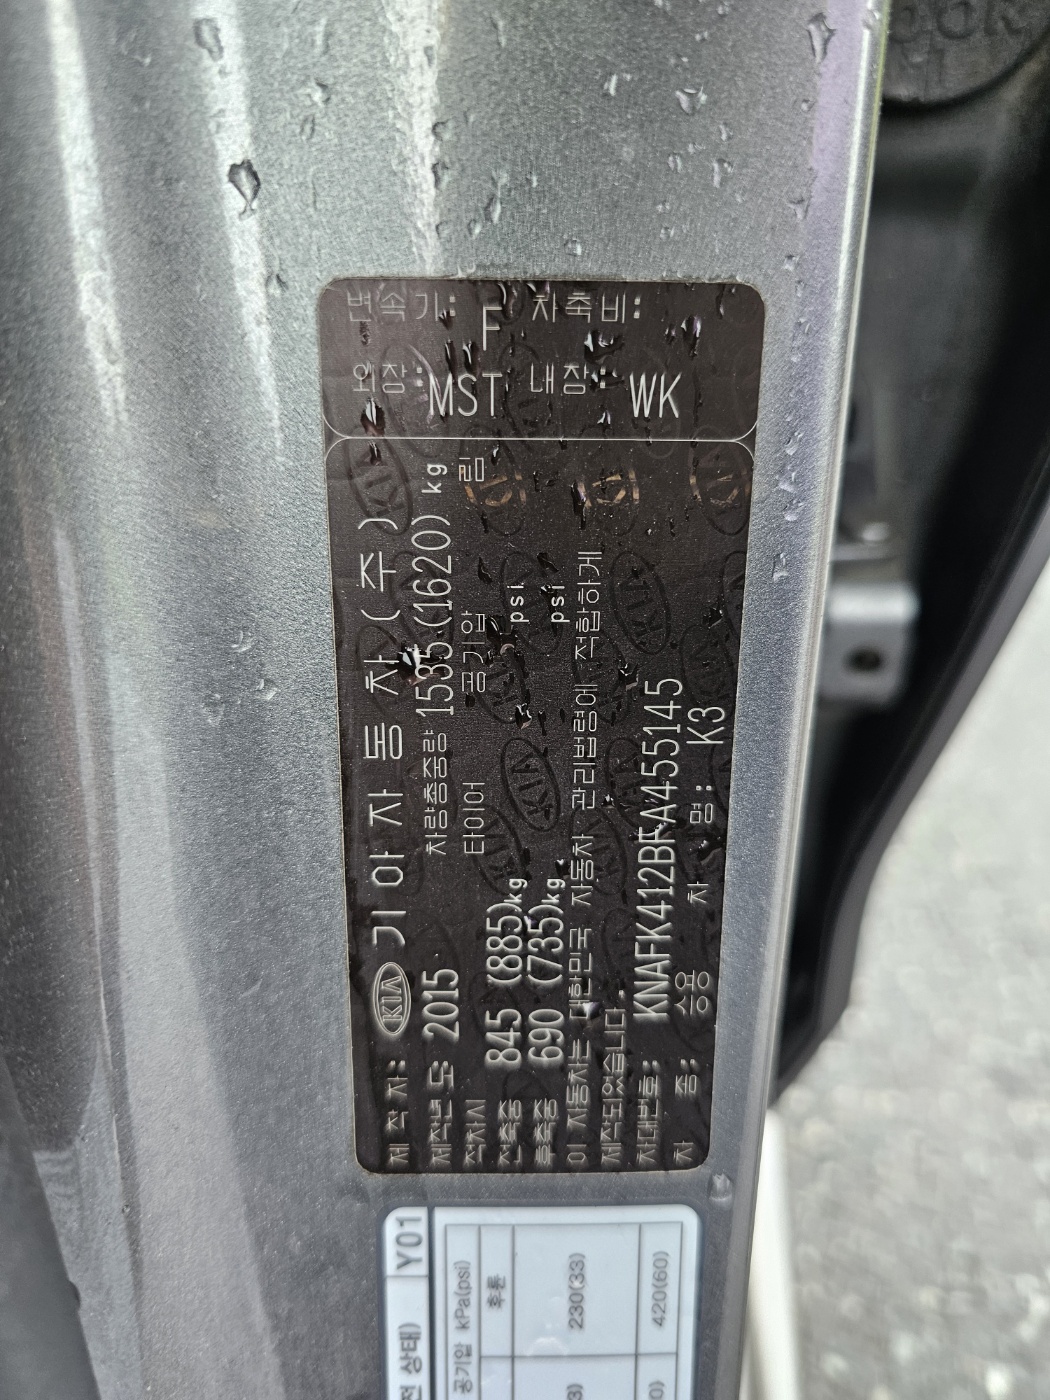 변속기: F 차축비:
외장: MST 내장: WK
제 작 자: KIA 기 아 자 동 차 (주)
제작년도 2015 차량총중량 1535 (1620) kg
적차시 타이어 공기압 림
전축중 845 (885)kg psi
후축중 690 (735)kg psi
이 자동차는 대한민국 자동차 관리법령에 적합하게
제작되었습니다.
차대번호: KNAFK412BFA455145
차 종: 승용 차 명: K3
Y01
전 상태)
공기압 kPa(psi)
후륜
230(33)
420(60)